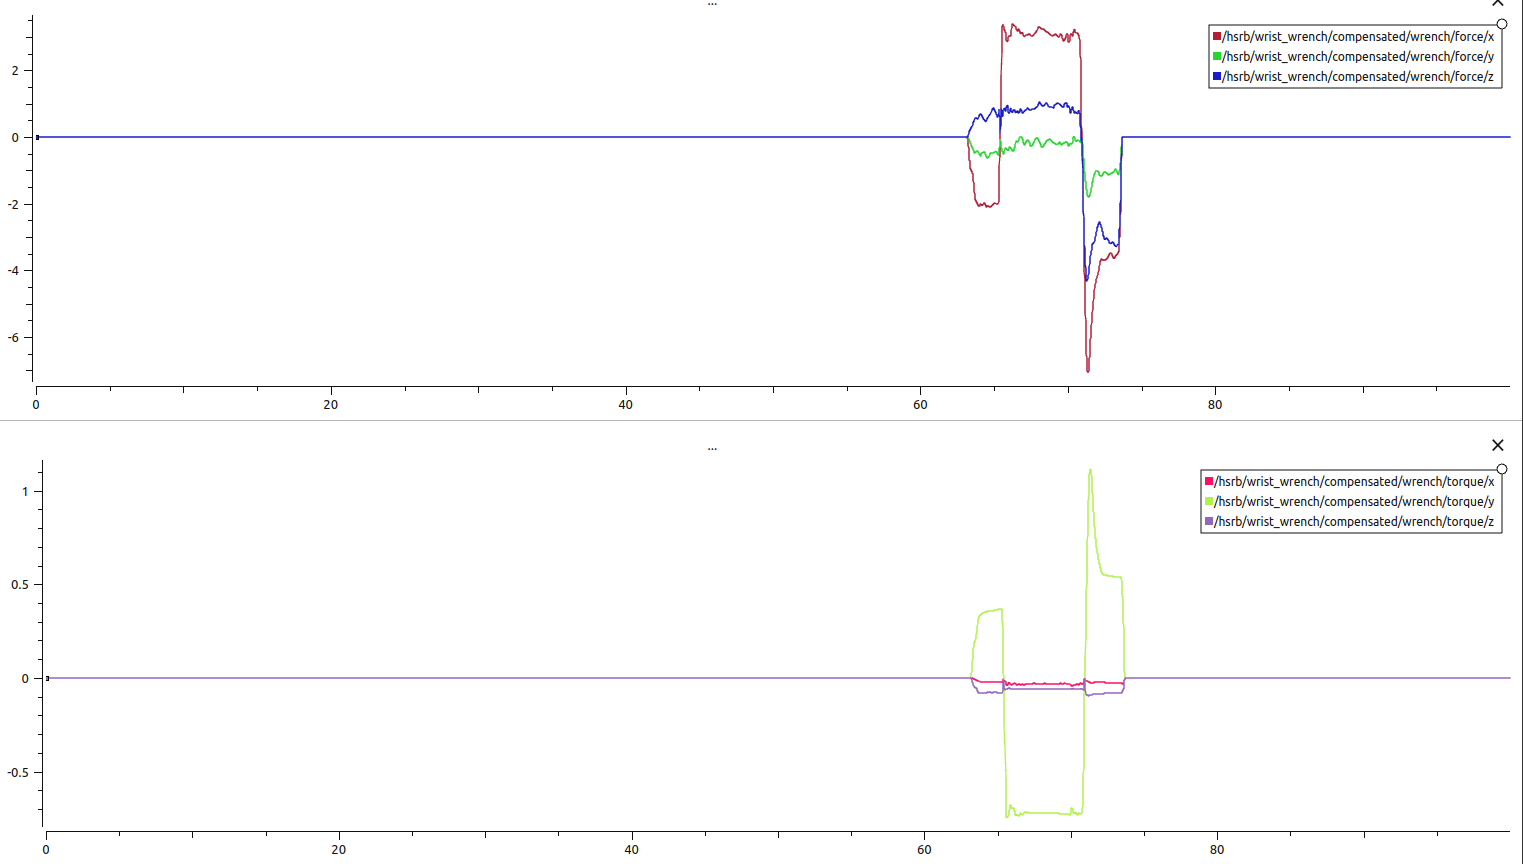 ...
/hsrb/wrist_wrench/compensated/wrench/force/x
/hsrb/wrist_wrench/compensated/wrench/force/y
/hsrb/wrist_wrench/compensated/wrench/force/z
2
0
-2
-4
-6
0 20 40 60 80
...
/hsrb/wrist_wrench/compensated/wrench/torque/x
/hsrb/wrist_wrench/compensated/wrench/torque/y
/hsrb/wrist_wrench/compensated/wrench/torque/z
1
0.5
0
-0.5
0 20 40 60 80